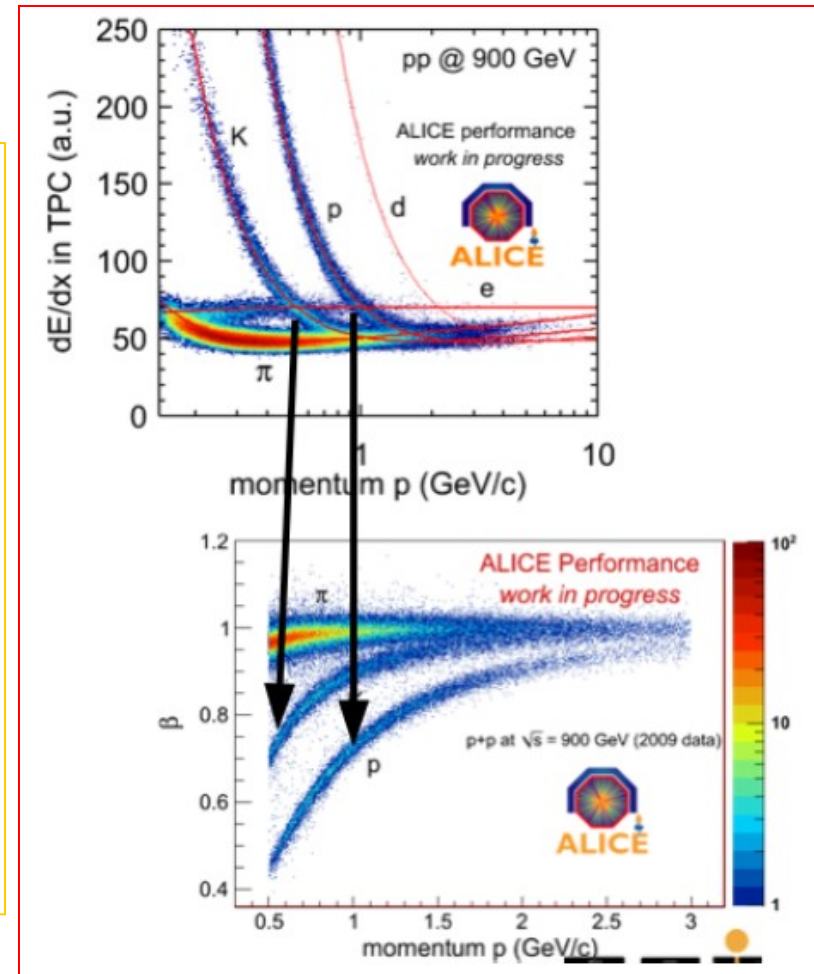 250
200
150
100
50
0
dE/dx in TPC (a.u.)
pp @ 900 GeV
ALICE performance
work in progress
ALICE
K
p
d
e
π
1
10
momentum p (GeV/c)
1.2
1
0.8
0.6
0.4
β
ALICE Performance
work in progress
π
p+p at √s = 900 GeV (2009 data)
p
ALICE
0.5
1
1.5
2
2.5
3
momentum p (GeV/c)
10²
10
1